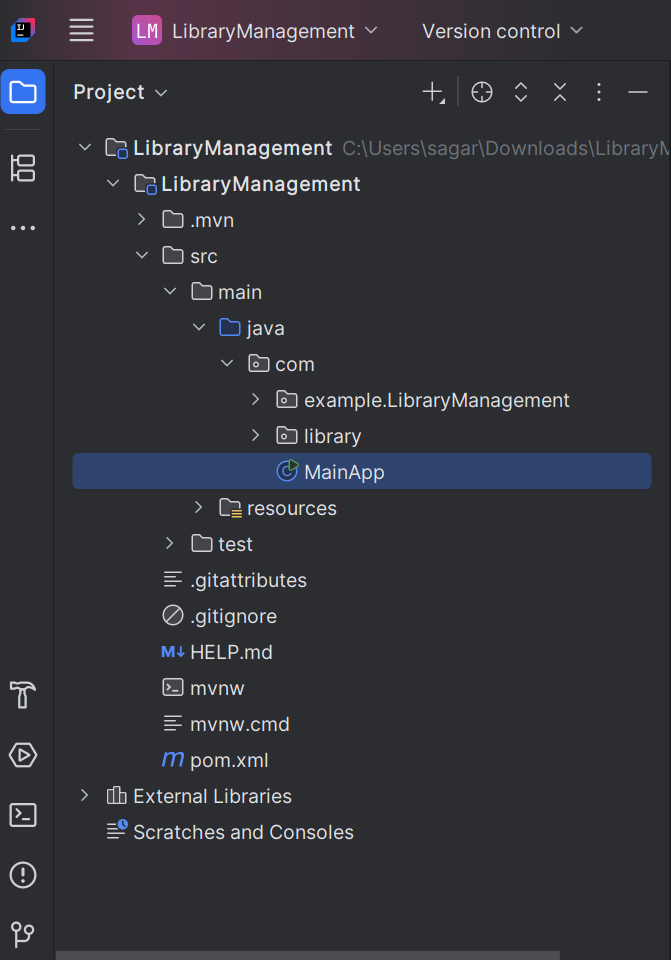 LM LibraryManagement Version control
Project
LibraryManagement C:\Users\sagar\Downloads\LibraryM
LibraryManagement
.mvn
src
main
java
com
example.LibraryManagement
library
MainApp
resources
test
.gitattributes
.gitignore
M↓ HELP.md
mvnw
mvnw.cmd
m pom.xml
External Libraries
Scratches and Consoles